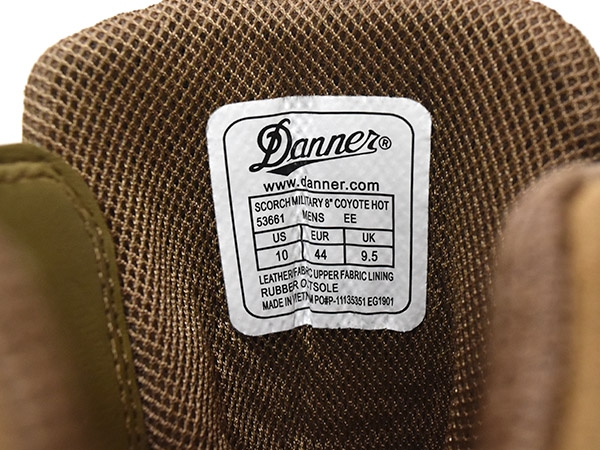 Danner®
www.danner.com
SCORCH MILITARY 8" COYOTE HOT
53661 MENS EE
US EUR UK
10 44 9.5
LEATHER/FABRIC UPPER FABRIC LINING
RUBBER OUTSOLE
MADE IN VIETNAM PO#P-11135351 EG1901